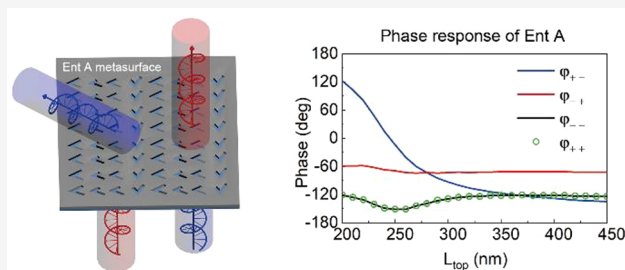 Ent A metasurface
Phase response of Ent A
180
120
60
0
-60
-120
-180
Phase (deg)
φ+-
φ-+
φ--
φ++
200 250 300 350 400 450
L_top (nm)